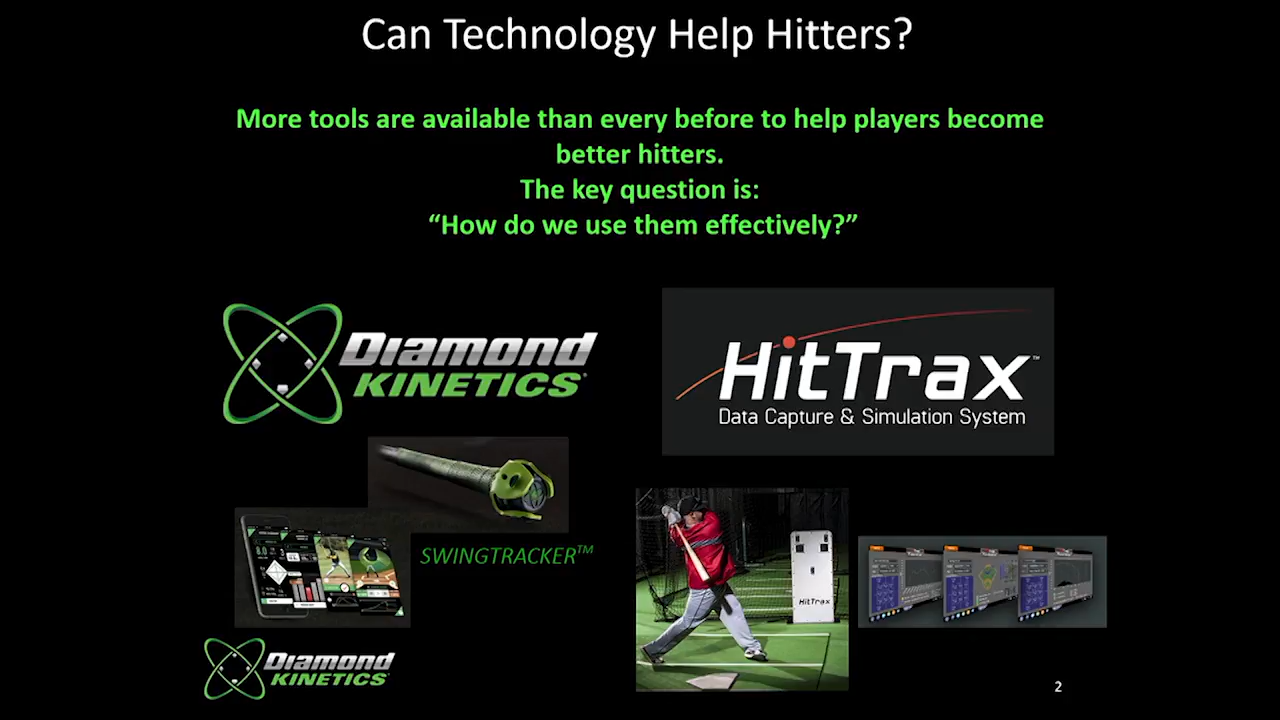 Can Technology Help Hitters?
More tools are available than every before to help players become
better hitters.
The key question is:
“How do we use them effectively?”
Diamond
KINETICS
HitTrax™
Data Capture & Simulation System
SWINGTRACKER™
HitTrax
Diamond
KINETICS
2